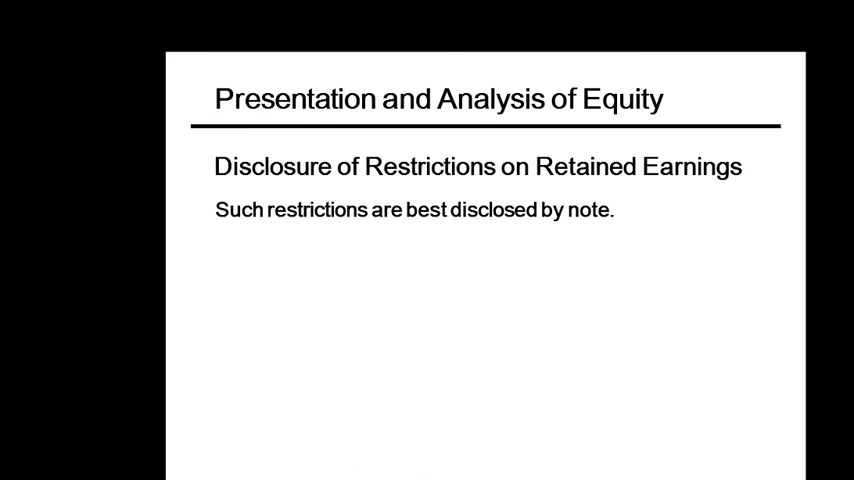 Presentation and Analysis of Equity
Disclosure of Restrictions on Retained Earnings
Such restrictions are best disclosed by note.